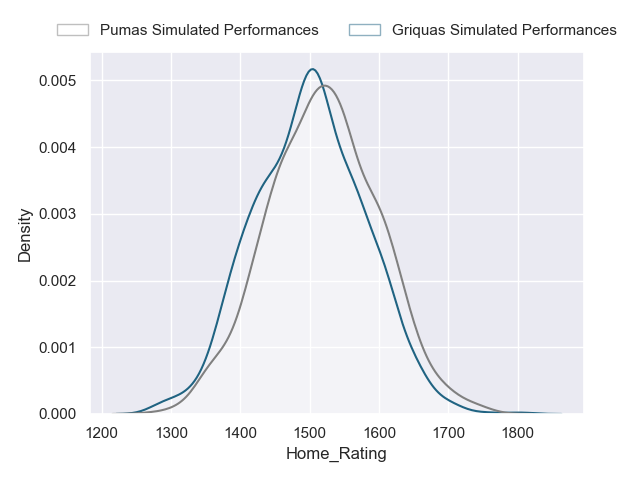 Pumas Simulated Performances Griquas Simulated Performances
0.005
0.004
0.003
0.002
0.001
0.000
Density
1200 1300 1400 1500 1600 1700 1800
Home_Rating